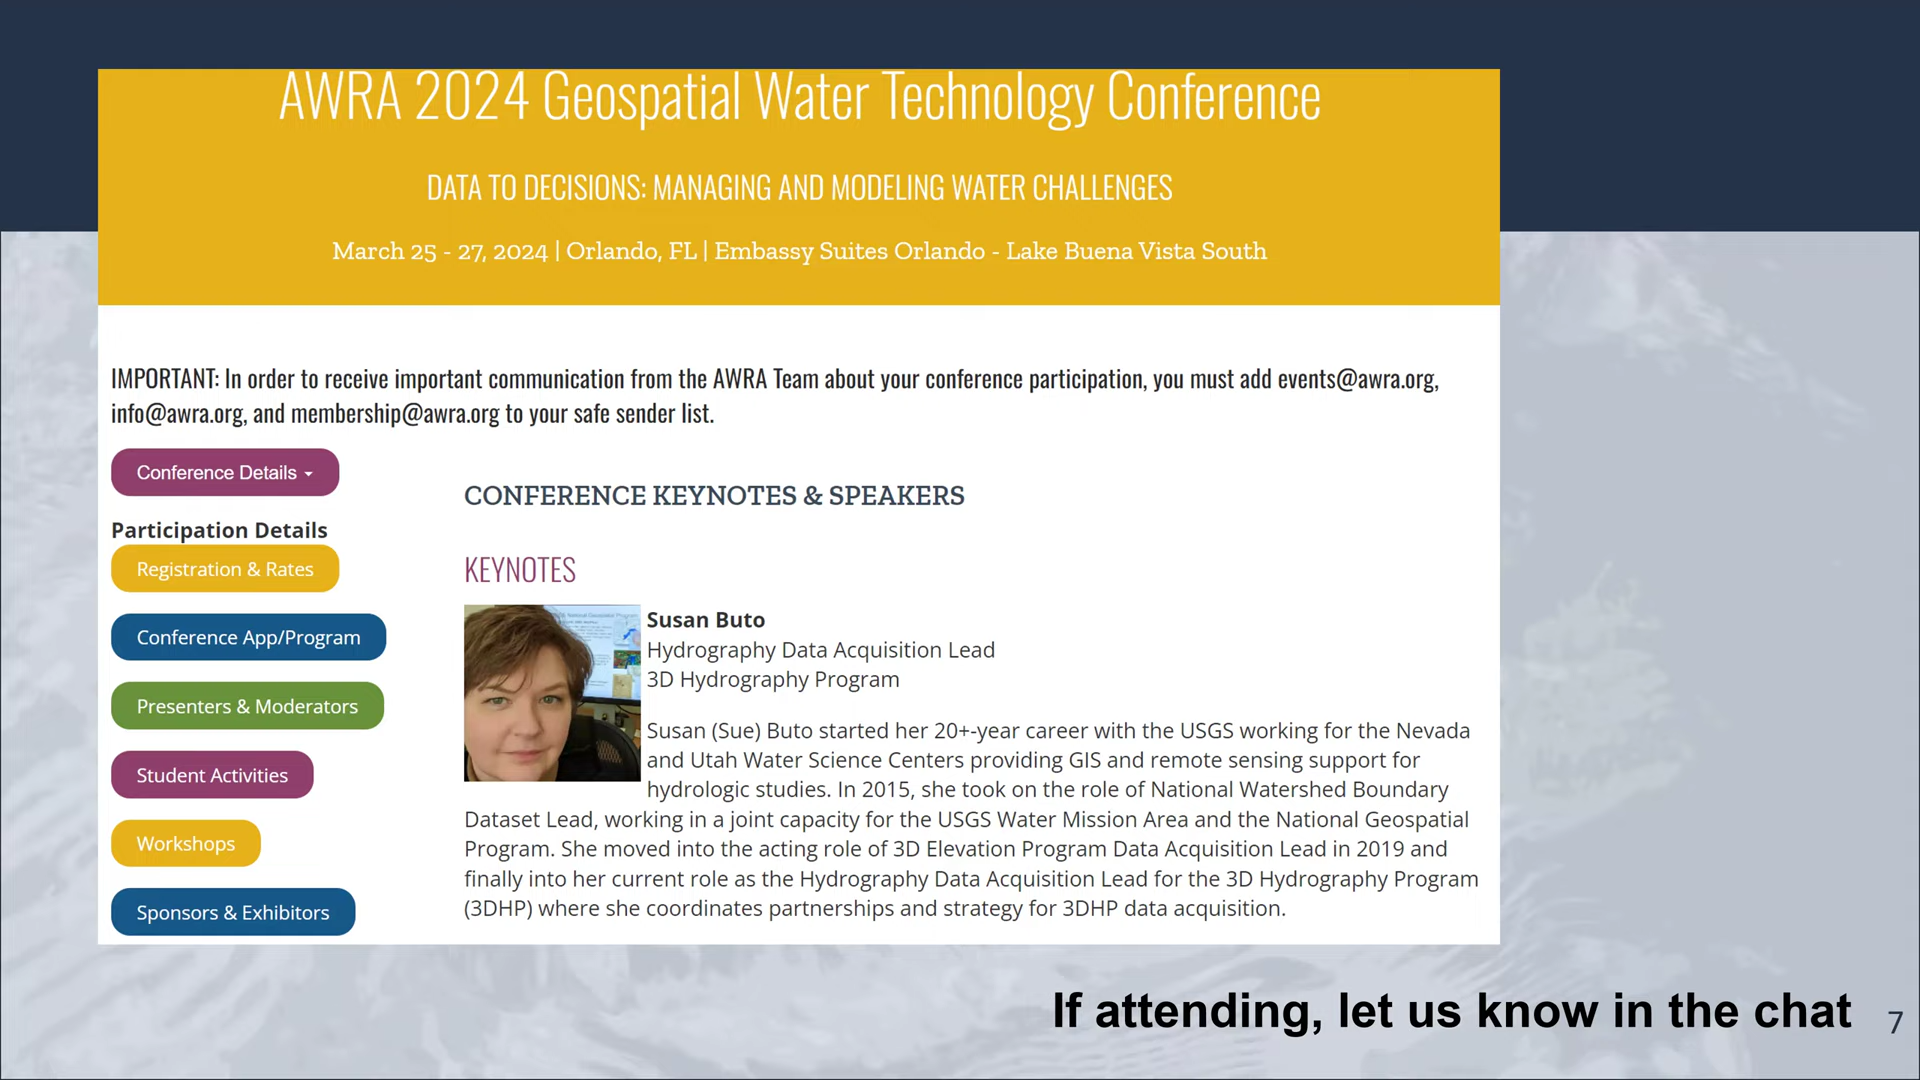 AWRA 2024 Geospatial Water Technology Conference
DATA TO DECISIONS: MANAGING AND MODELING WATER CHALLENGES
March 25 - 27, 2024 | Orlando, FL | Embassy Suites Orlando - Lake Buena Vista South
IMPORTANT: In order to receive important communication from the AWRA Team about your conference participation, you must add events@awra.org,
info@awra.org, and membership@awra.org to your safe sender list.
Conference Details
Participation Details
Registration & Rates
Conference App/Program
Presenters & Moderators
Student Activities
Workshops
Sponsors & Exhibitors
CONFERENCE KEYNOTES & SPEAKERS
KEYNOTES
Susan Buto
Hydrography Data Acquisition Lead
3D Hydrography Program
Susan (Sue) Buto started her 20+-year career with the USGS working for the Nevada
and Utah Water Science Centers providing GIS and remote sensing support for
hydrologic studies. In 2015, she took on the role of National Watershed Boundary
Dataset Lead, working in a joint capacity for the USGS Water Mission Area and the National Geospatial
Program. She moved into the acting role of 3D Elevation Program Data Acquisition Lead in 2019 and
finally into her current role as the Hydrography Data Acquisition Lead for the 3D Hydrography Program
(3DHP) where she coordinates partnerships and strategy for 3DHP data acquisition.
If attending, let us know in the chat
7